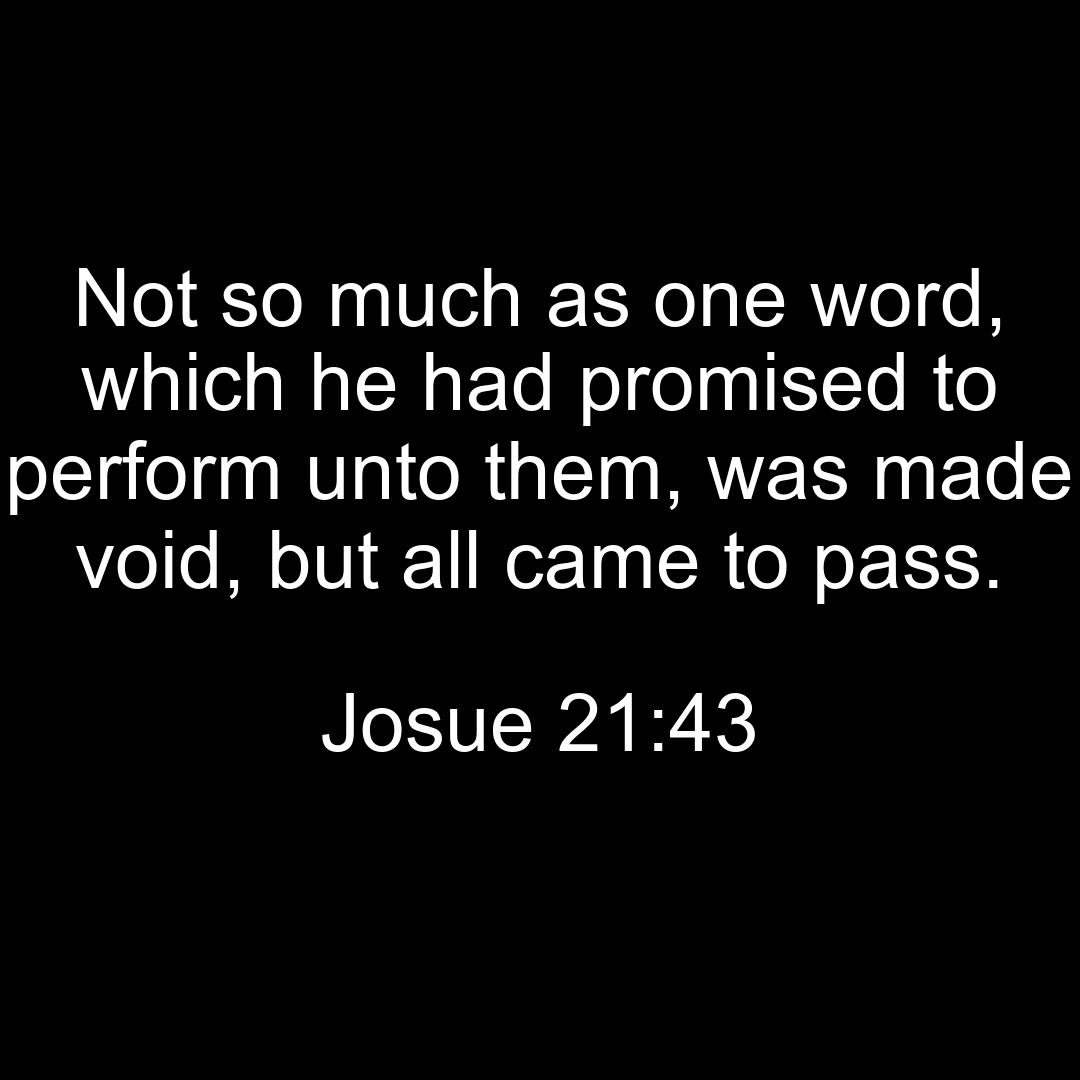 Not so much as one word,
which he had promised to
perform unto them, was made
void, but all came to pass.
Josue 21:43